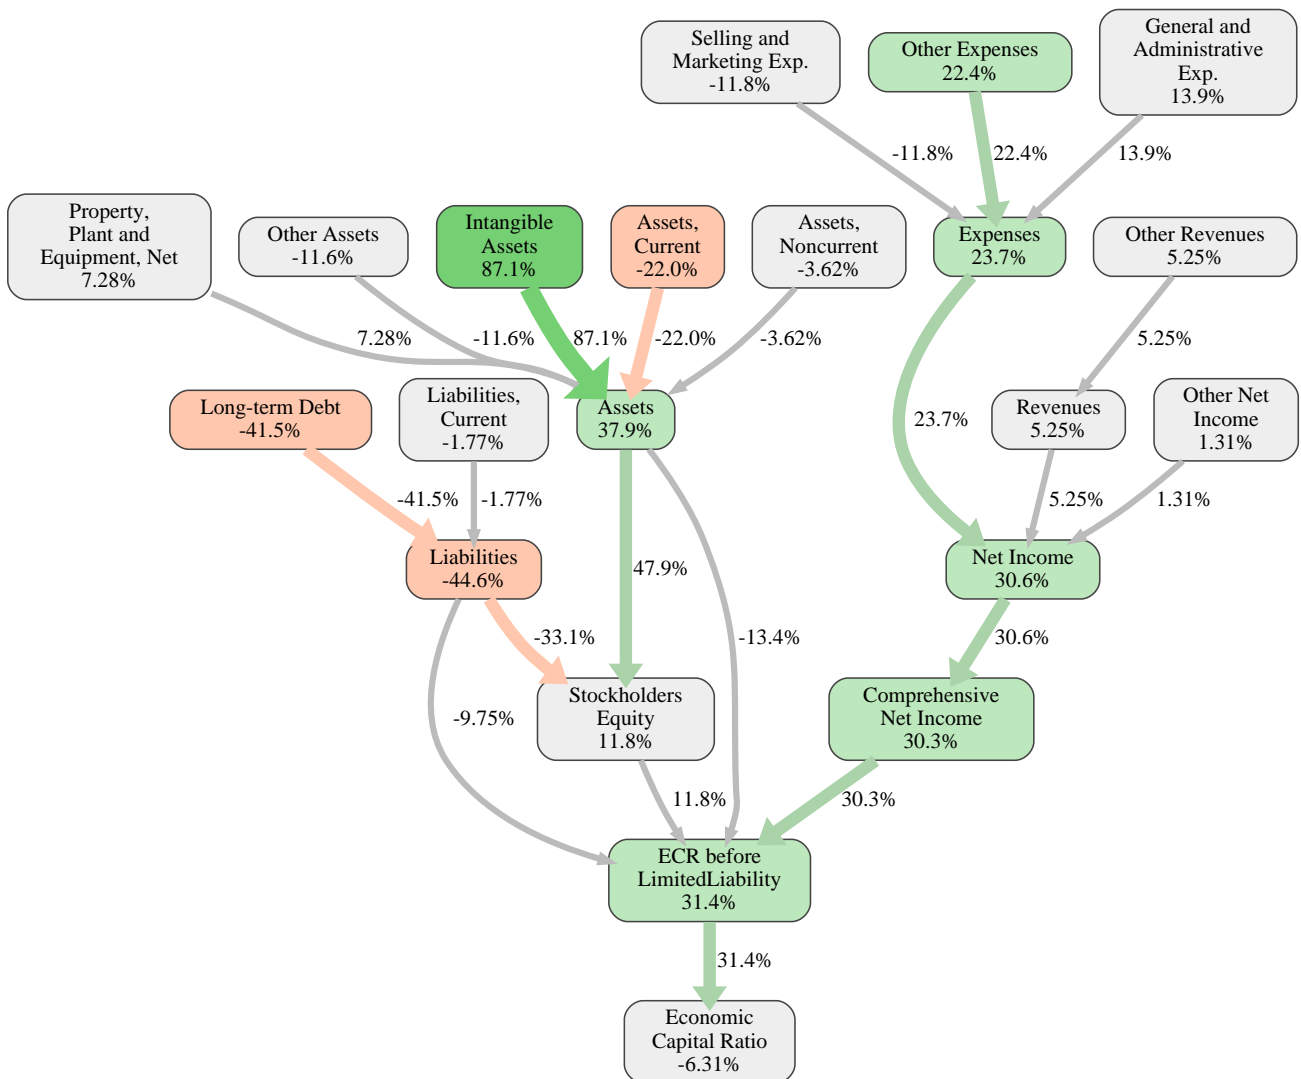 Selling and
Marketing Exp.
-11.8%
Other Expenses
22.4%
General and
Administrative
Exp.
13.9%
-11.8%
22.4%
13.9%
Property,
Plant and
Equipment, Net
7.28%
Other Assets
-11.6%
Intangible
Assets
87.1%
Assets,
Current
-22.0%
Assets,
Noncurrent
-3.62%
Expenses
23.7%
Other Revenues
5.25%
7.28%
-11.6%
87.1%
-22.0%
-3.62%
5.25%
Long-term Debt
-41.5%
Liabilities,
Current
-1.77%
Assets
37.9%
23.7%
Revenues
5.25%
Other Net
Income
1.31%
-41.5%
-1.77%
5.25%
1.31%
Liabilities
-44.6%
47.9%
Net Income
30.6%
-33.1%
-13.4%
30.6%
-9.75%
Stockholders
Equity
11.8%
Comprehensive
Net Income
30.3%
11.8%
30.3%
ECR before
LimitedLiability
31.4%
31.4%
Economic
Capital Ratio
-6.31%